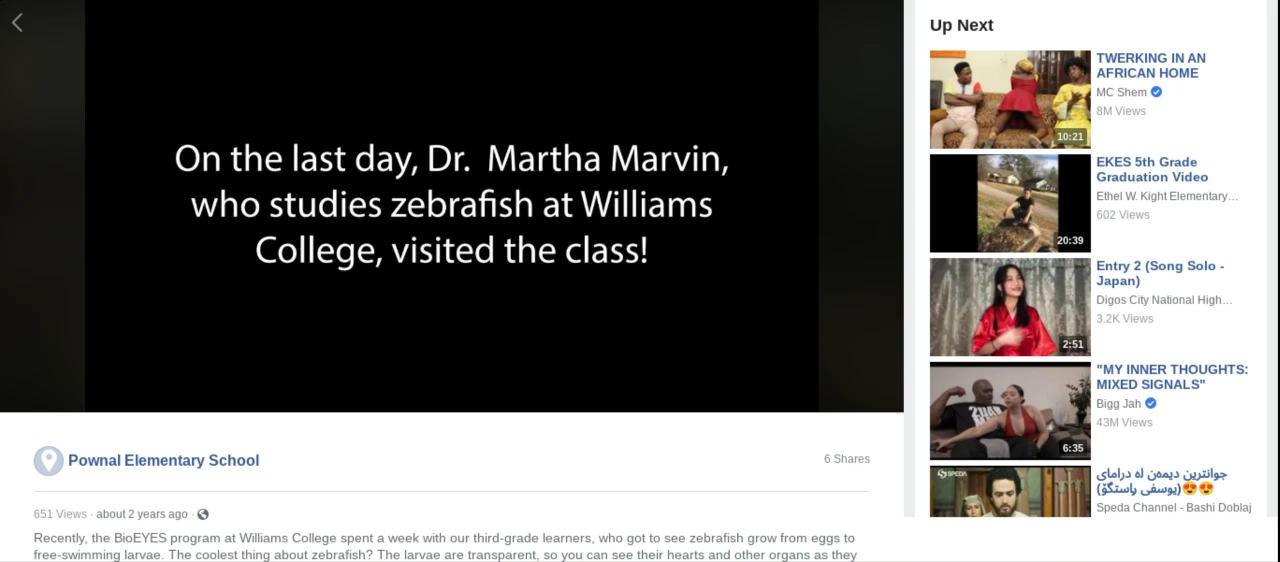 On the last day, Dr. Martha Marvin,
who studies zebrafish at Williams
College, visited the class!
Pownal Elementary School
6 Shares
651 Views · about 2 years ago ·
Recently, the BioEYES program at Williams College spent a week with our third-grade learners, who got to see zebrafish grow from eggs to
free-swimming larvae. The coolest thing about zebrafish? The larvae are transparent, so you can see their hearts and other organs as they
Up Next
10:21
TWERKING IN AN
AFRICAN HOME
MC Shem
8M Views
20:39
EKES 5th Grade
Graduation Video
Ethel W. Kight Elementary…
602 Views
2:51
Entry 2 (Song Solo -
Japan)
Digos City National High…
3.2K Views
6:35
"MY INNER THOUGHTS:
MIXED SIGNALS"
Bigg Jah
43M Views
SPEDA
جوانترین دیمەن لە درامای
(یوسفی ڕاستگۆ)😍😍
Speda Channel - Bashi Doblaj